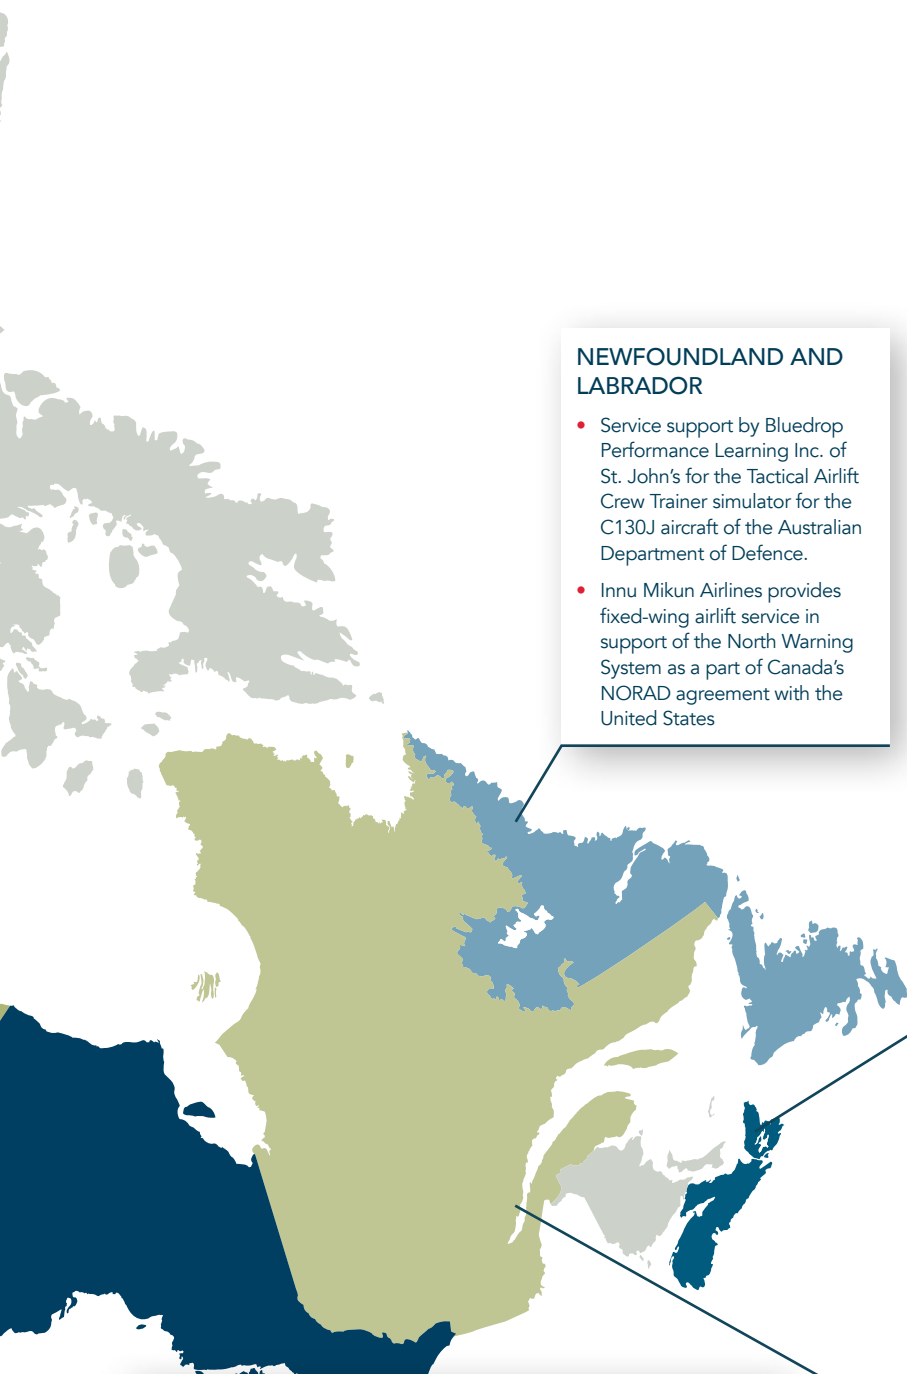 NEWFOUNDLAND AND
LABRADOR
• Service support by Bluedrop
Performance Learning Inc. of
St. John’s for the Tactical Airlift
Crew Trainer simulator for the
C130J aircraft of the Australian
Department of Defence.
• Innu Mikun Airlines provides
fixed-wing airlift service in
support of the North Warning
System as a part of Canada’s
NORAD agreement with the
United States